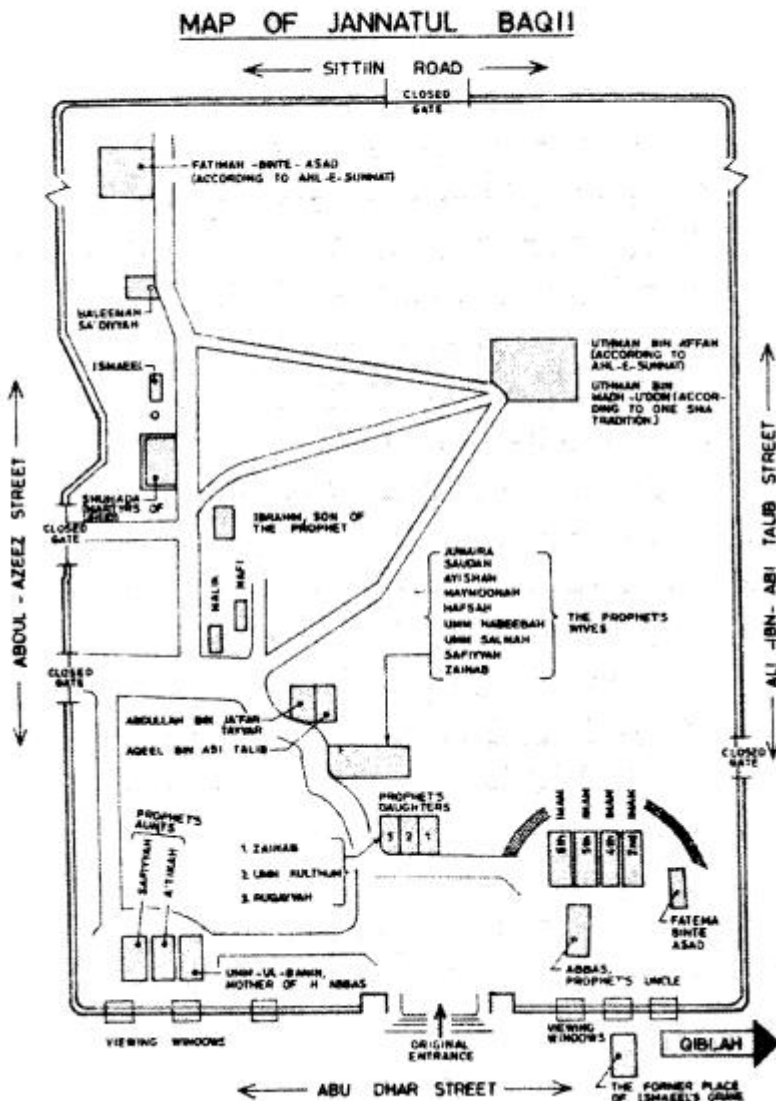 MAP OF JANNATUL BAQII
SITTIIN ROAD
CLOSED
GATE
FATIMAH -BINTE-ASAD
(ACCORDING TO AHL-E-SUNNAT)
HALEEMAH
SA'DIYYAH
ISMAEEL
UTHMAN BIN AFFAN
(ACCORDING TO
AHL-E-SUNNAT)
UTHMAN BIN
MADH-U'OON (ACCOR-
DING TO ONE SHIA
TRADITION.)
SHUHADA
(MARTYRS OF
CLOSED
GATE
IBRAHIM, SON OF
THE PROPHET
MALIK
NAFI
ABOUL-AZEEZ STREET
ALI-IBN-ABI TALIB STREET
JUWAIRA
SAUDAH
AYISHAH
MAYMOONAH
HAFSAH
UMM HABEEBAH
UMM SALMAH
SAFIYYAH
ZAINAB
THE PROPHET'S
WIVES
CLOSED
GATE
ABDULLAH BIN JA'FAR
TAYYAR
AQEEL BIN ABI TALIB
CLOSED
GATE
PROPHET'S
DAUGHTERS
3 2 1
1. ZAINAB
2. UMM KULTHUM
3. RUQAYYAH
IMAM IMAM IMAM IMAM
6th 5th 4th 2nd
PROPHET'S
AUNTS
SAFIYYAH
A'TIKAH
FATEMA
BINTE
ASAD
ABBAS,
PROPHET'S UNCLE
UMM-UL-BANIN,
MOTHER OF H ABBAS
VIEWING WINDOWS
ORIGINAL
ENTRANCE
VIEWING
WINDOWS
QIBLAH
ABU DHAR STREET
THE FORMER PLACE
OF ISMAEEL'S GRAVE